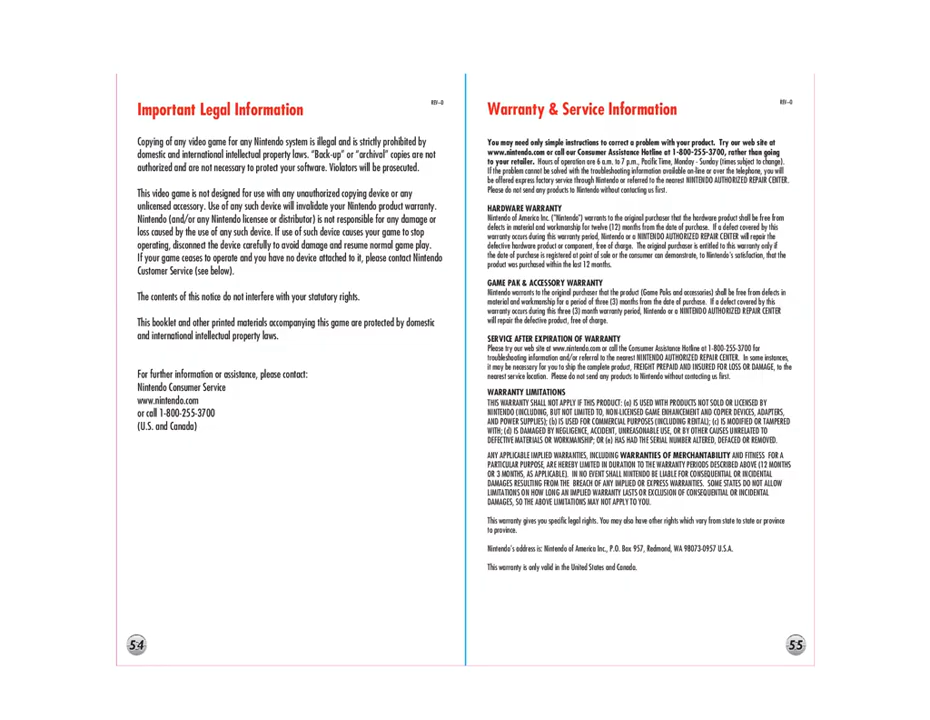 Important Legal Information
REV–D
Copying of any video game for any Nintendo system is illegal and is strictly prohibited by
domestic and international intellectual property laws. “Back-up” or “archival” copies are not
authorized and are not necessary to protect your software. Violators will be prosecuted.
This video game is not designed for use with any unauthorized copying device or any
unlicensed accessory. Use of any such device will invalidate your Nintendo product warranty.
Nintendo (and/or any Nintendo licensee or distributor) is not responsible for any damage or
loss caused by the use of any such device. If use of such device causes your game to stop
operating, disconnect the device carefully to avoid damage and resume normal game play.
If your game ceases to operate and you have no device attached to it, please contact Nintendo
Customer Service (see below).
The contents of this notice do not interfere with your statutory rights.
This booklet and other printed materials accompanying this game are protected by domestic
and international intellectual property laws.
For further information or assistance, please contact:
Nintendo Consumer Service
www.nintendo.com
or call 1-800-255-3700
(U.S. and Canada)
54
Warranty & Service Information
REV–D
You may need only simple instructions to correct a problem with your product. Try our web site at
www.nintendo.com or call our Consumer Assistance Hotline at 1-800-255-3700, rather than going
to your retailer. Hours of operation are 6 a.m. to 7 p.m., Pacific Time, Monday - Sunday (times subject to change).
If the problem cannot be solved with the troubleshooting information available on-line or over the telephone, you will
be offered express factory service through Nintendo or referred to the nearest NINTENDO AUTHORIZED REPAIR CENTER.
Please do not send any products to Nintendo without contacting us first.
HARDWARE WARRANTY
Nintendo of America Inc. ("Nintendo") warrants to the original purchaser that the hardware product shall be free from
defects in material and workmanship for twelve (12) months from the date of purchase. If a defect covered by this
warranty occurs during this warranty period, Nintendo or a NINTENDO AUTHORIZED REPAIR CENTER will repair the
defective hardware product or component, free of charge. The original purchaser is entitled to this warranty only if
the date of purchase is registered at point of sale or the consumer can demonstrate, to Nintendo's satisfaction, that the
product was purchased within the last 12 months.
GAME PAK & ACCESSORY WARRANTY
Nintendo warrants to the original purchaser that the product (Game Paks and accessories) shall be free from defects in
material and workmanship for a period of three (3) months from the date of purchase. If a defect covered by this
warranty occurs during this three (3) month warranty period, Nintendo or a NINTENDO AUTHORIZED REPAIR CENTER
will repair the defective product, free of charge.
SERVICE AFTER EXPIRATION OF WARRANTY
Please try our web site at www.nintendo.com or call the Consumer Assistance Hotline at 1-800-255-3700 for
troubleshooting information and/or referral to the nearest NINTENDO AUTHORIZED REPAIR CENTER. In some instances,
it may be necessary for you to ship the complete product, FREIGHT PREPAID AND INSURED FOR LOSS OR DAMAGE, to the
nearest service location. Please do not send any products to Nintendo without contacting us first.
WARRANTY LIMITATIONS
THIS WARRANTY SHALL NOT APPLY IF THIS PRODUCT: (a) IS USED WITH PRODUCTS NOT SOLD OR LICENSED BY
NINTENDO (INCLUDING, BUT NOT LIMITED TO, NON-LICENSED GAME ENHANCEMENT AND COPIER DEVICES, ADAPTERS,
AND POWER SUPPLIES); (b) IS USED FOR COMMERCIAL PURPOSES (INCLUDING RENTAL); (c) IS MODIFIED OR TAMPERED
WITH; (d) IS DAMAGED BY NEGLIGENCE, ACCIDENT, UNREASONABLE USE, OR BY OTHER CAUSES UNRELATED TO
DEFECTIVE MATERIALS OR WORKMANSHIP; OR (e) HAS HAD THE SERIAL NUMBER ALTERED, DEFACED OR REMOVED.
ANY APPLICABLE IMPLIED WARRANTIES, INCLUDING WARRANTIES OF MERCHANTABILITY AND FITNESS FOR A
PARTICULAR PURPOSE, ARE HEREBY LIMITED IN DURATION TO THE WARRANTY PERIODS DESCRIBED ABOVE (12 MONTHS
OR 3 MONTHS, AS APPLICABLE). IN NO EVENT SHALL NINTENDO BE LIABLE FOR CONSEQUENTIAL OR INCIDENTAL
DAMAGES RESULTING FROM THE BREACH OF ANY IMPLIED OR EXPRESS WARRANTIES. SOME STATES DO NOT ALLOW
LIMITATIONS ON HOW LONG AN IMPLIED WARRANTY LASTS OR EXCLUSION OF CONSEQUENTIAL OR INCIDENTAL
DAMAGES, SO THE ABOVE LIMITATIONS MAY NOT APPLY TO YOU.
This warranty gives you specific legal rights. You may also have other rights which vary from state to state or province
to province.
Nintendo's address is: Nintendo of America Inc., P.O. Box 957, Redmond, WA 98073-0957 U.S.A.
This warranty is only valid in the United States and Canada.
55